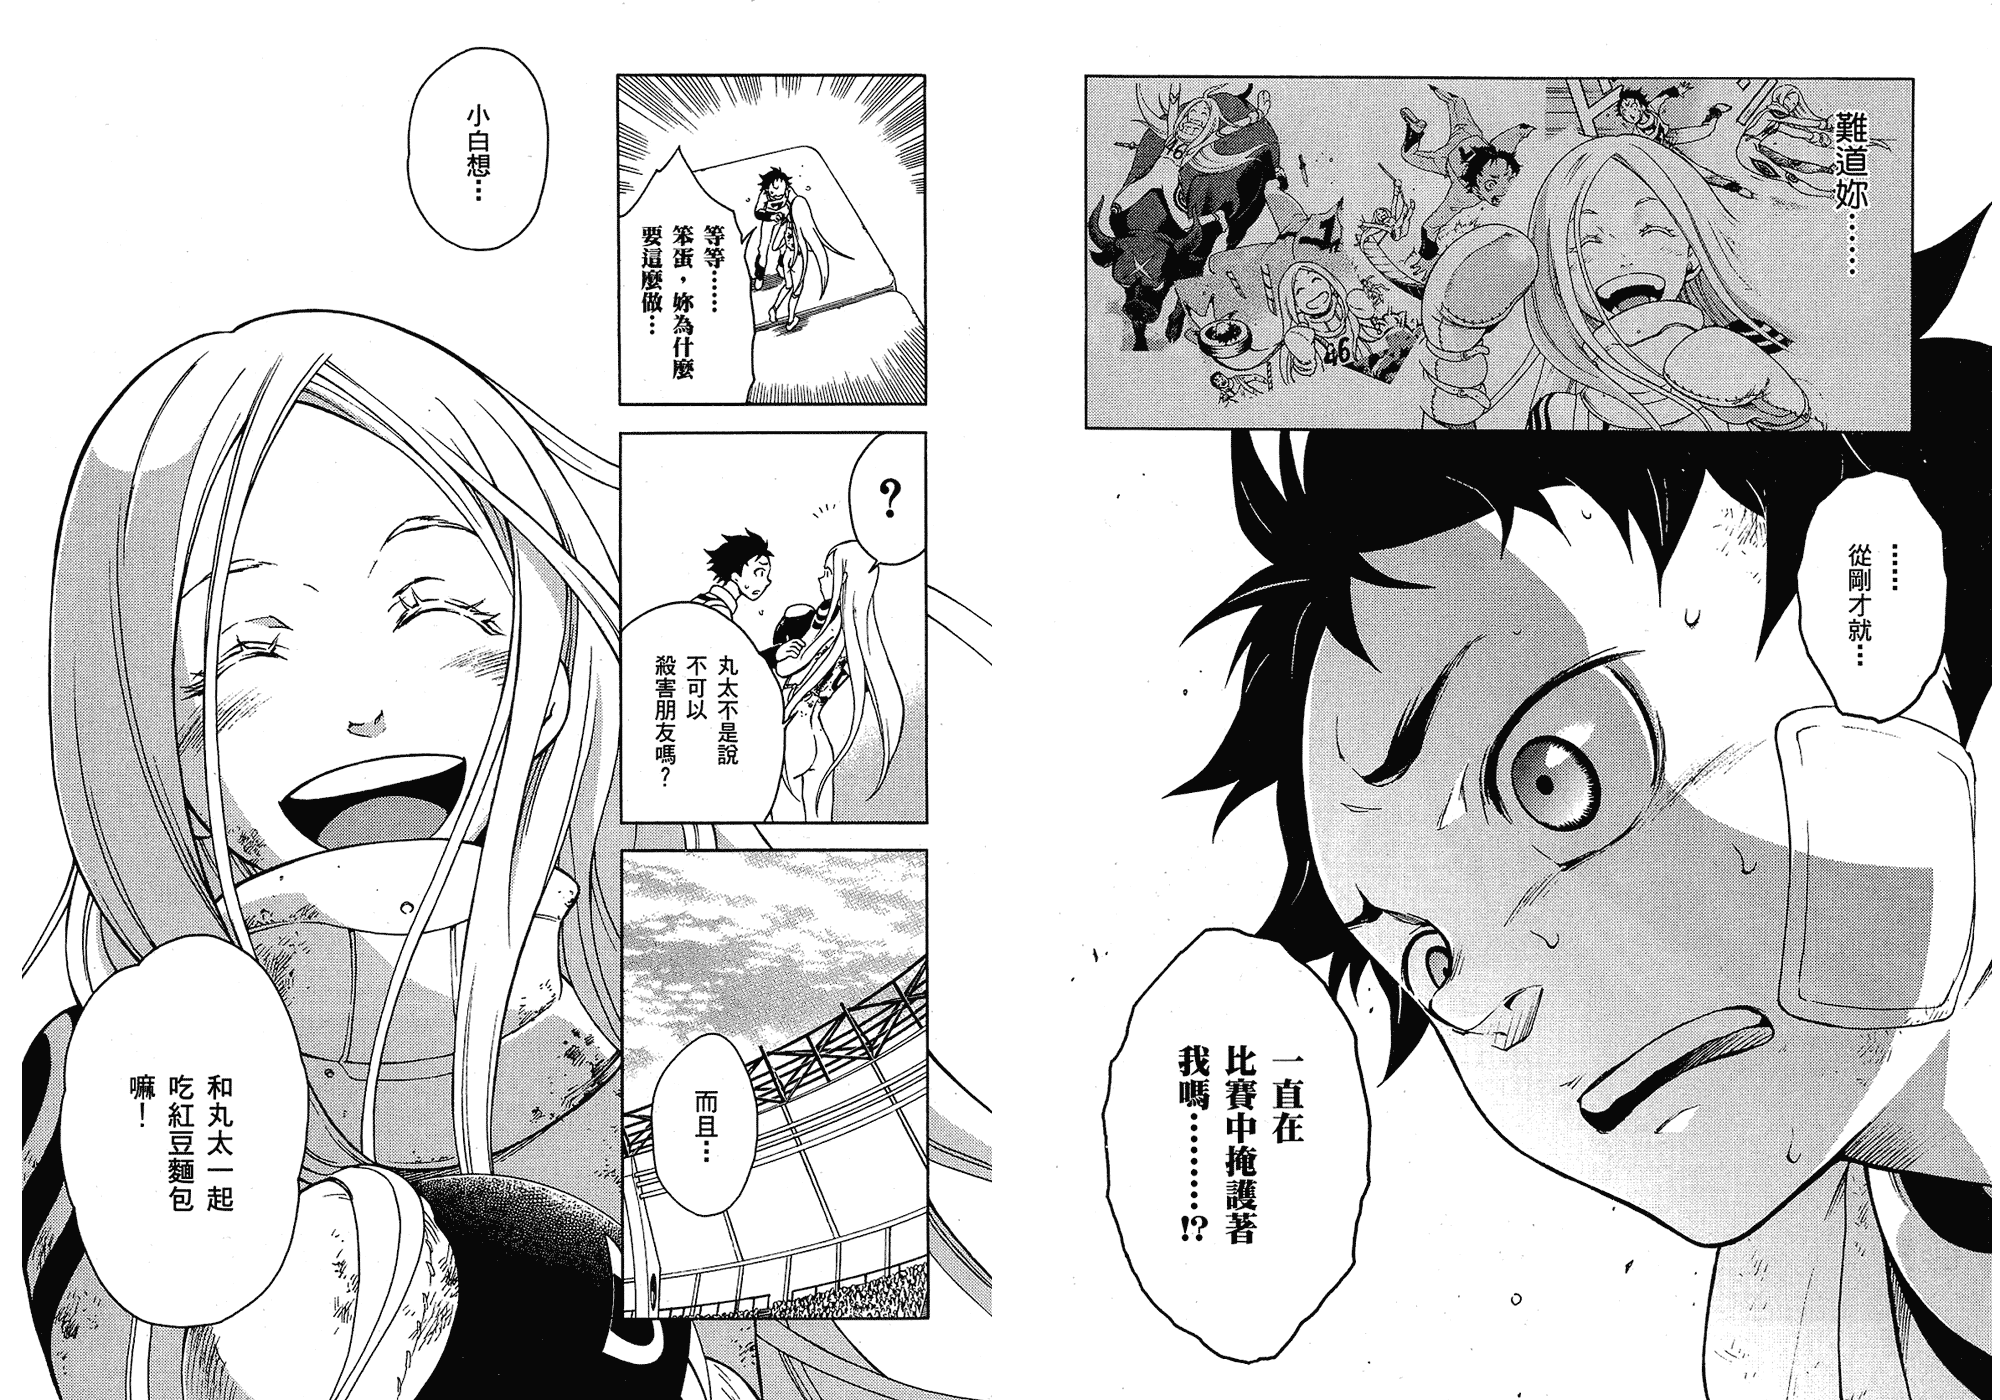 難道妳……
……
從剛才就…
一直在
比賽中掩護著
我嗎………!?
等等……
笨蛋，妳為什麼
要這麼做…
?
丸太不是說
不可以
殺害朋友嗎?
而且…
小白想…
和丸太一起
吃紅豆麵包
嘛!
46
1